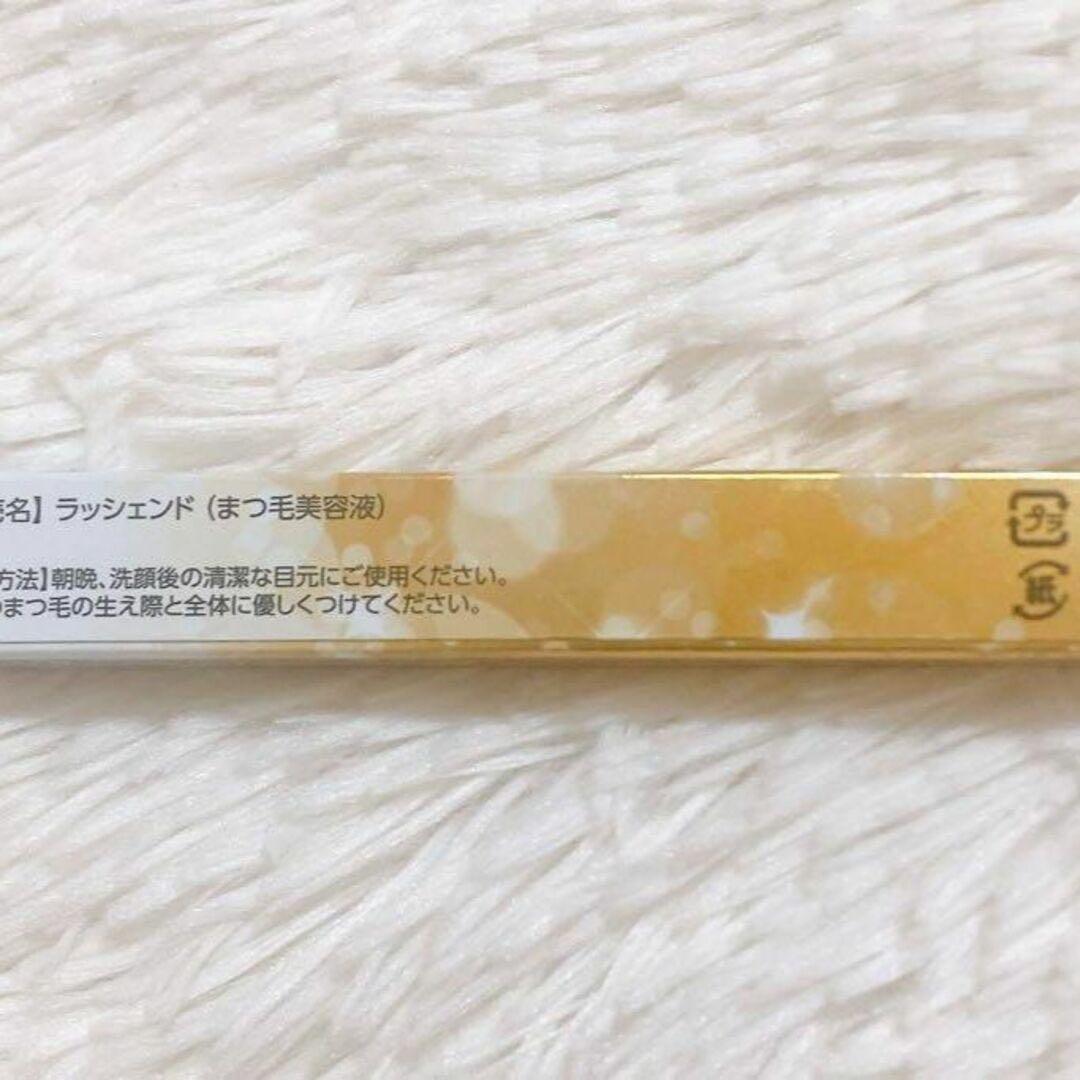 名】ラッシェンド（まつ毛美容液）
方法】朝晩、洗顔後の清潔な目元にご使用ください。
まつ毛の生え際と全体に優しくつけてください。
プラ
紙